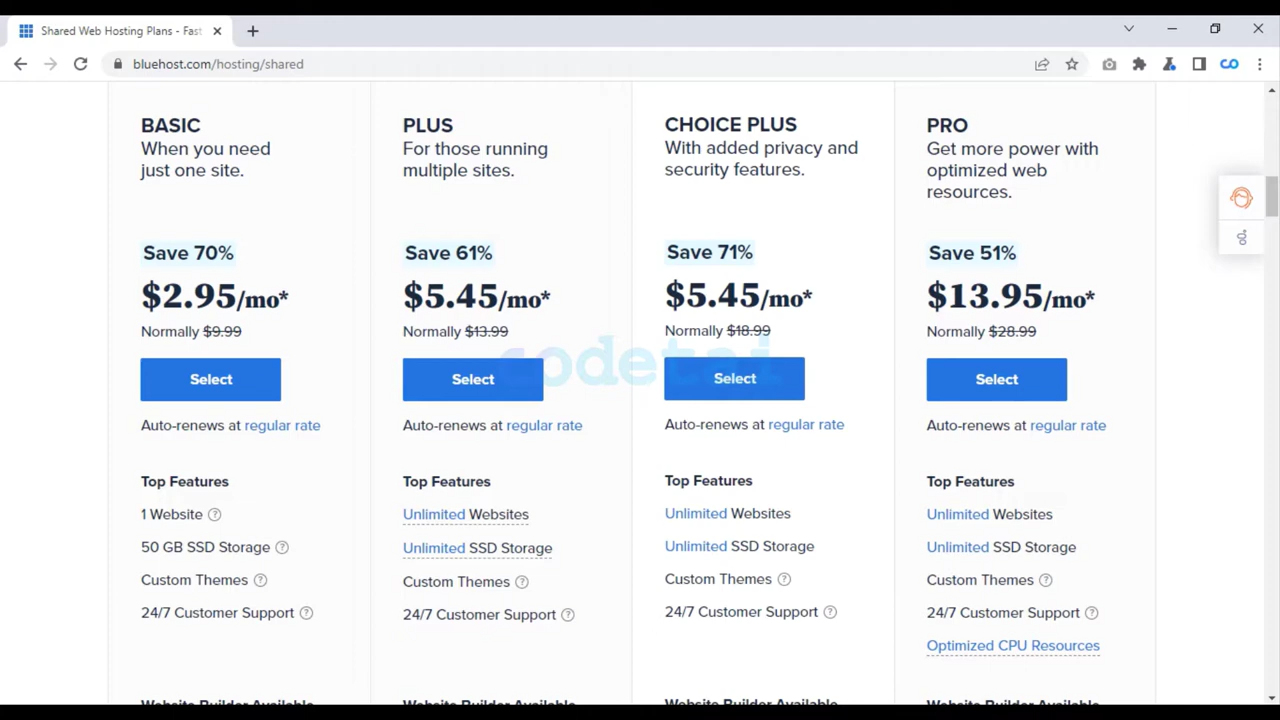 Shared Web Hosting Plans - Fast
bluehost.com/hosting/shared
BASIC
When you need
just one site.
Save 70%
$2.95/mo*
Normally $9.99
Select
Auto-renews at regular rate
Top Features
1 Website
50 GB SSD Storage
Custom Themes
24/7 Customer Support
Website Builder Available
PLUS
For those running
multiple sites.
Save 61%
$5.45/mo*
Normally $13.99
Select
Auto-renews at regular rate
Top Features
Unlimited Websites
Unlimited SSD Storage
Custom Themes
24/7 Customer Support
Website Builder Available
CHOICE PLUS
With added privacy and
security features.
Save 71%
$5.45/mo*
Normally $18.99
Select
Auto-renews at regular rate
Top Features
Unlimited Websites
Unlimited SSD Storage
Custom Themes
24/7 Customer Support
Website Builder Available
PRO
Get more power with
optimized web
resources.
Save 51%
$13.95/mo*
Normally $28.99
Select
Auto-renews at regular rate
Top Features
Unlimited Websites
Unlimited SSD Storage
Custom Themes
24/7 Customer Support
Optimized CPU Resources
Website Builder Available